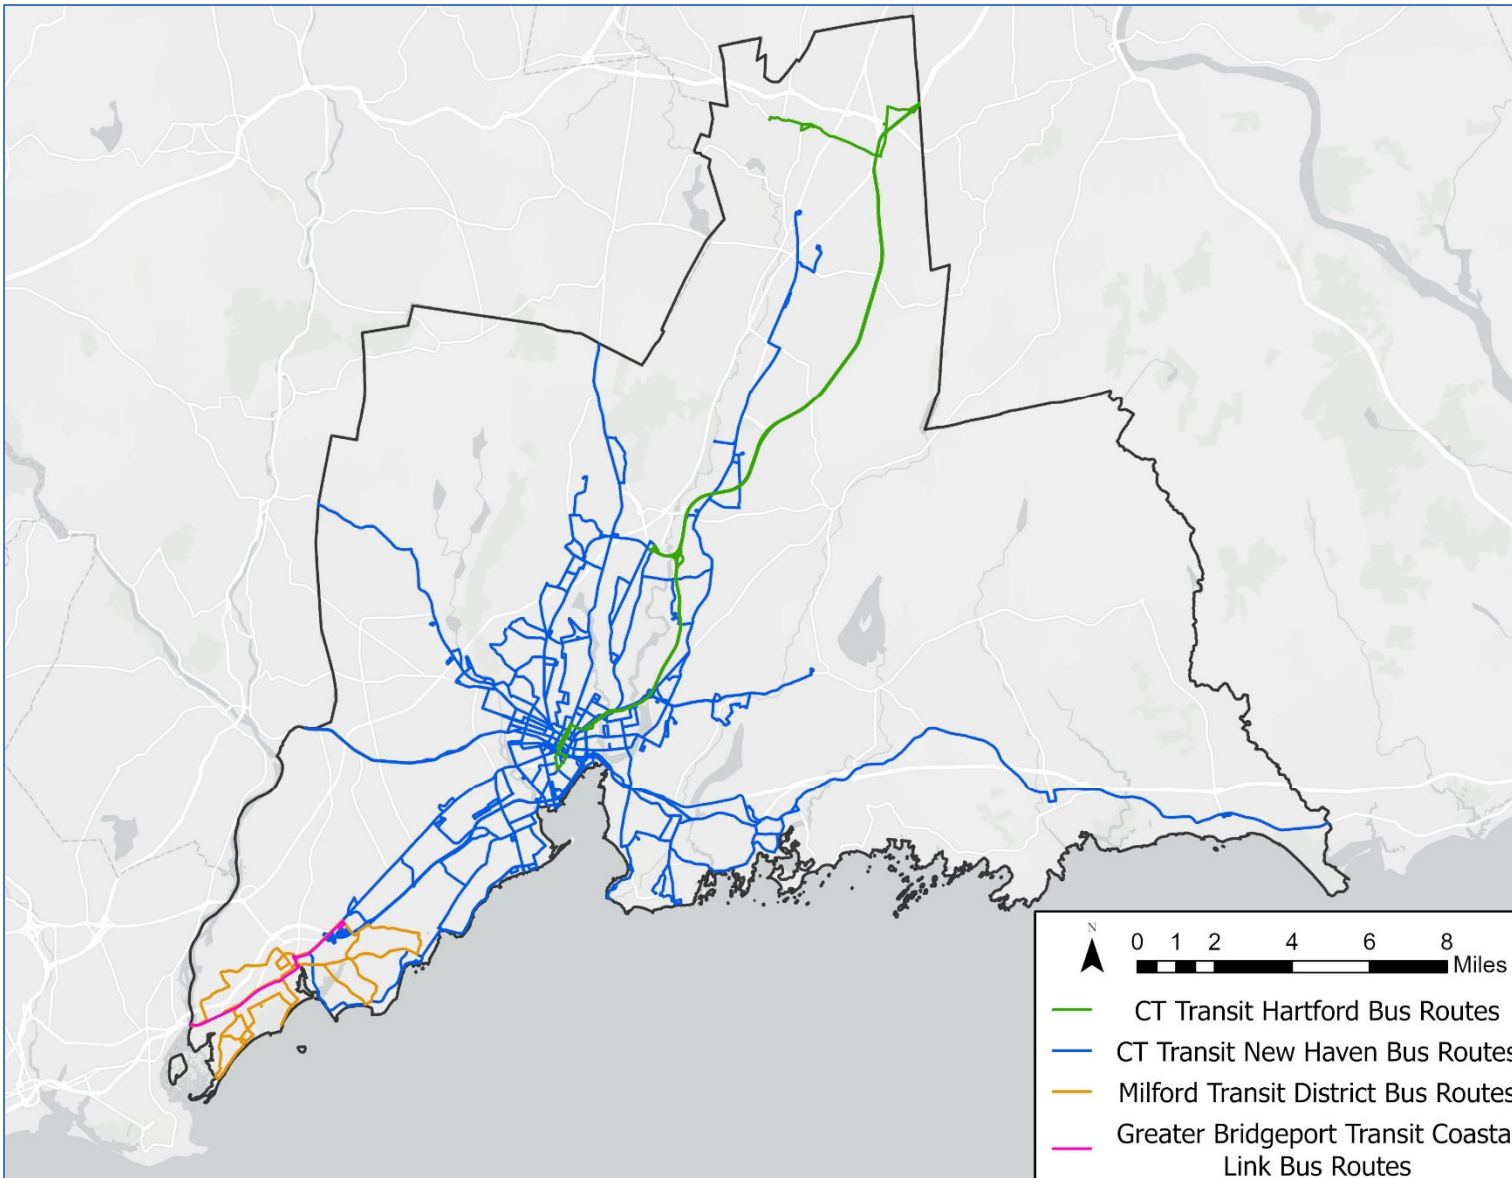 N
0 1 2 4 6 8
Miles
CT Transit Hartford Bus Routes
CT Transit New Haven Bus Routes
Milford Transit District Bus Routes
Greater Bridgeport Transit Coasta
Link Bus Routes